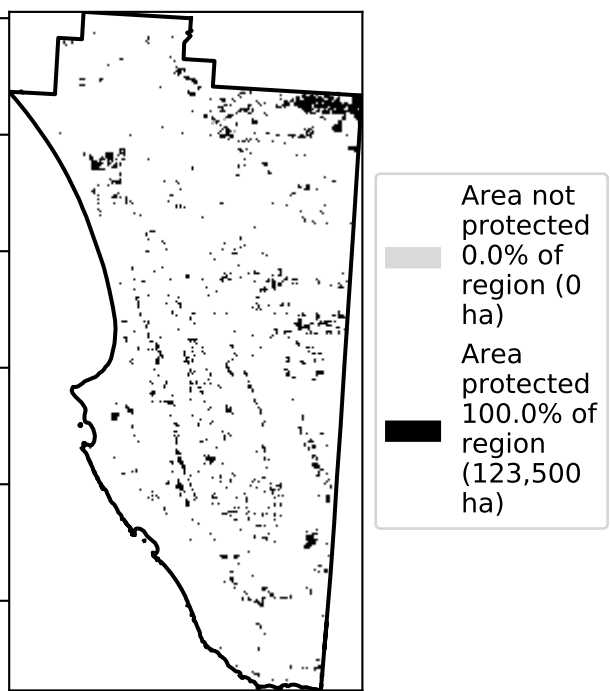 Area not
protected
0.0% of
region (0
ha)
Area
protected
100.0% of
region
(123,500
ha)